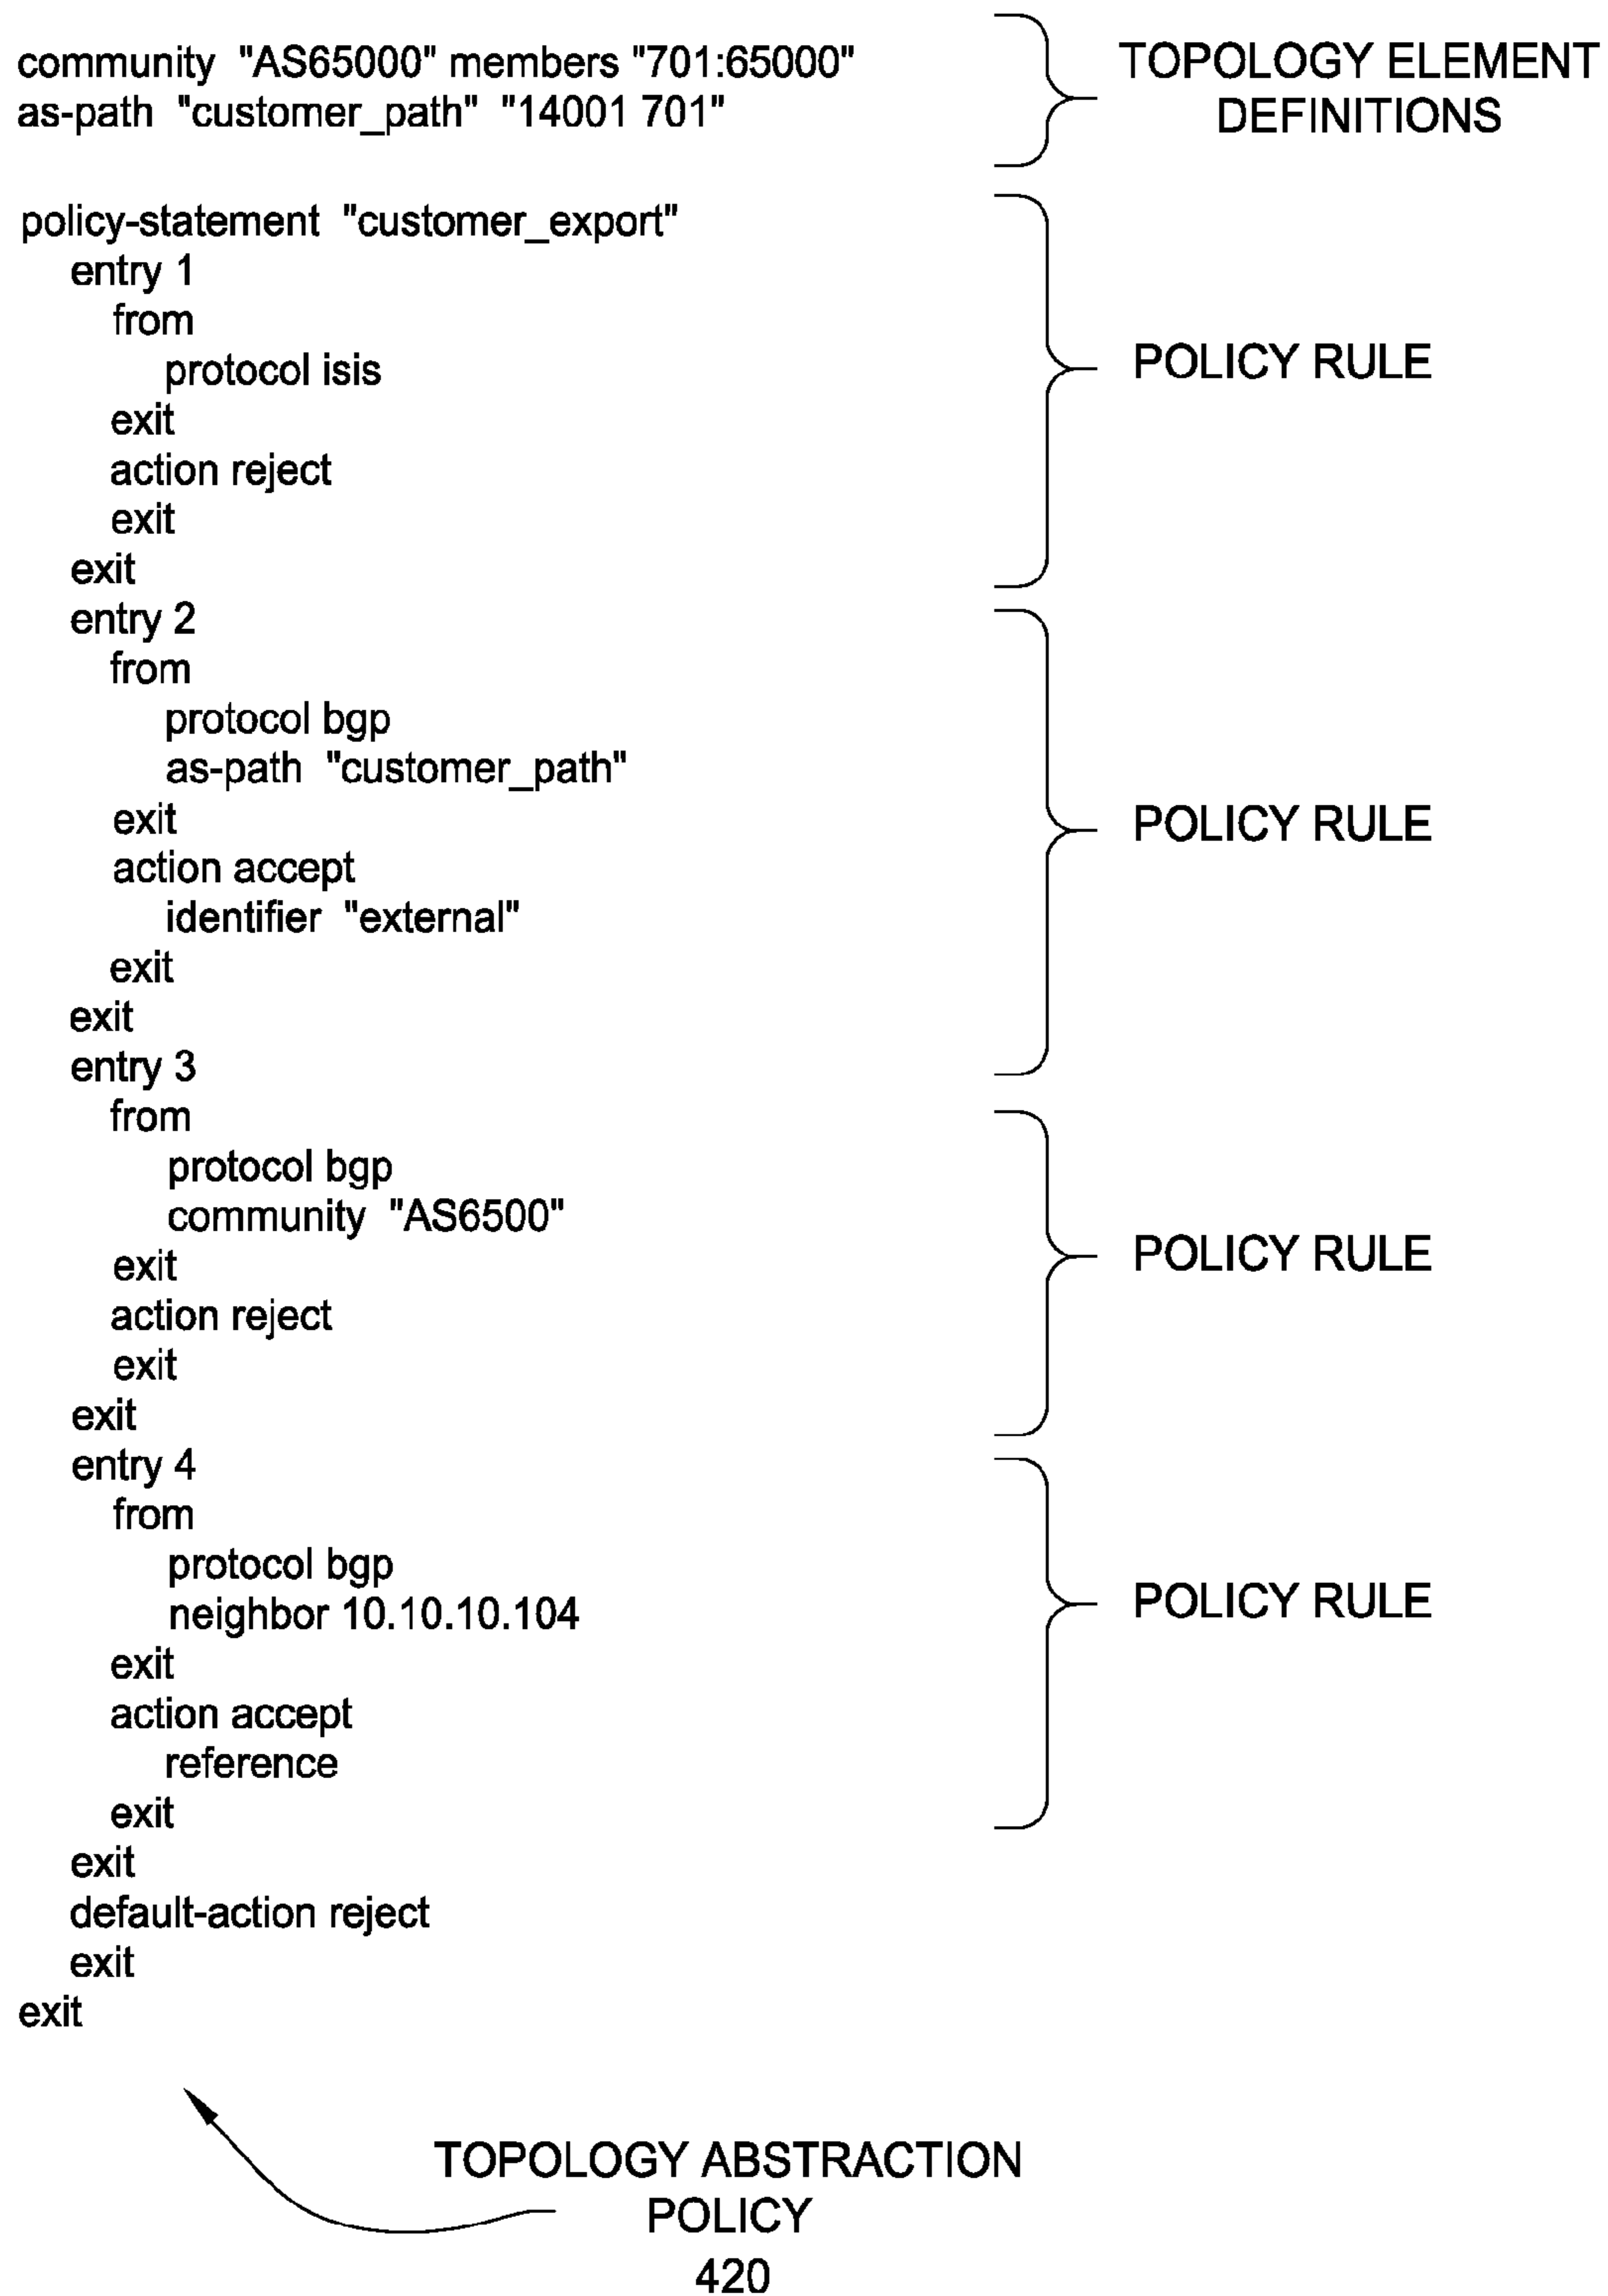 community "AS65000" members "701:65000"
as-path "customer_path" "14001 701"
TOPOLOGY ELEMENT
DEFINITIONS
policy-statement "customer_export"
entry 1
from
protocol isis
exit
action reject
exit
exit
POLICY RULE
entry 2
from
protocol bgp
as-path "customer_path"
exit
action accept
identifier "external"
exit
exit
POLICY RULE
entry 3
from
protocol bgp
community "AS6500"
exit
action reject
exit
exit
POLICY RULE
entry 4
from
protocol bgp
neighbor 10.10.10.104
exit
action accept
reference
exit
exit
POLICY RULE
default-action reject
exit
exit
TOPOLOGY ABSTRACTION
POLICY
420